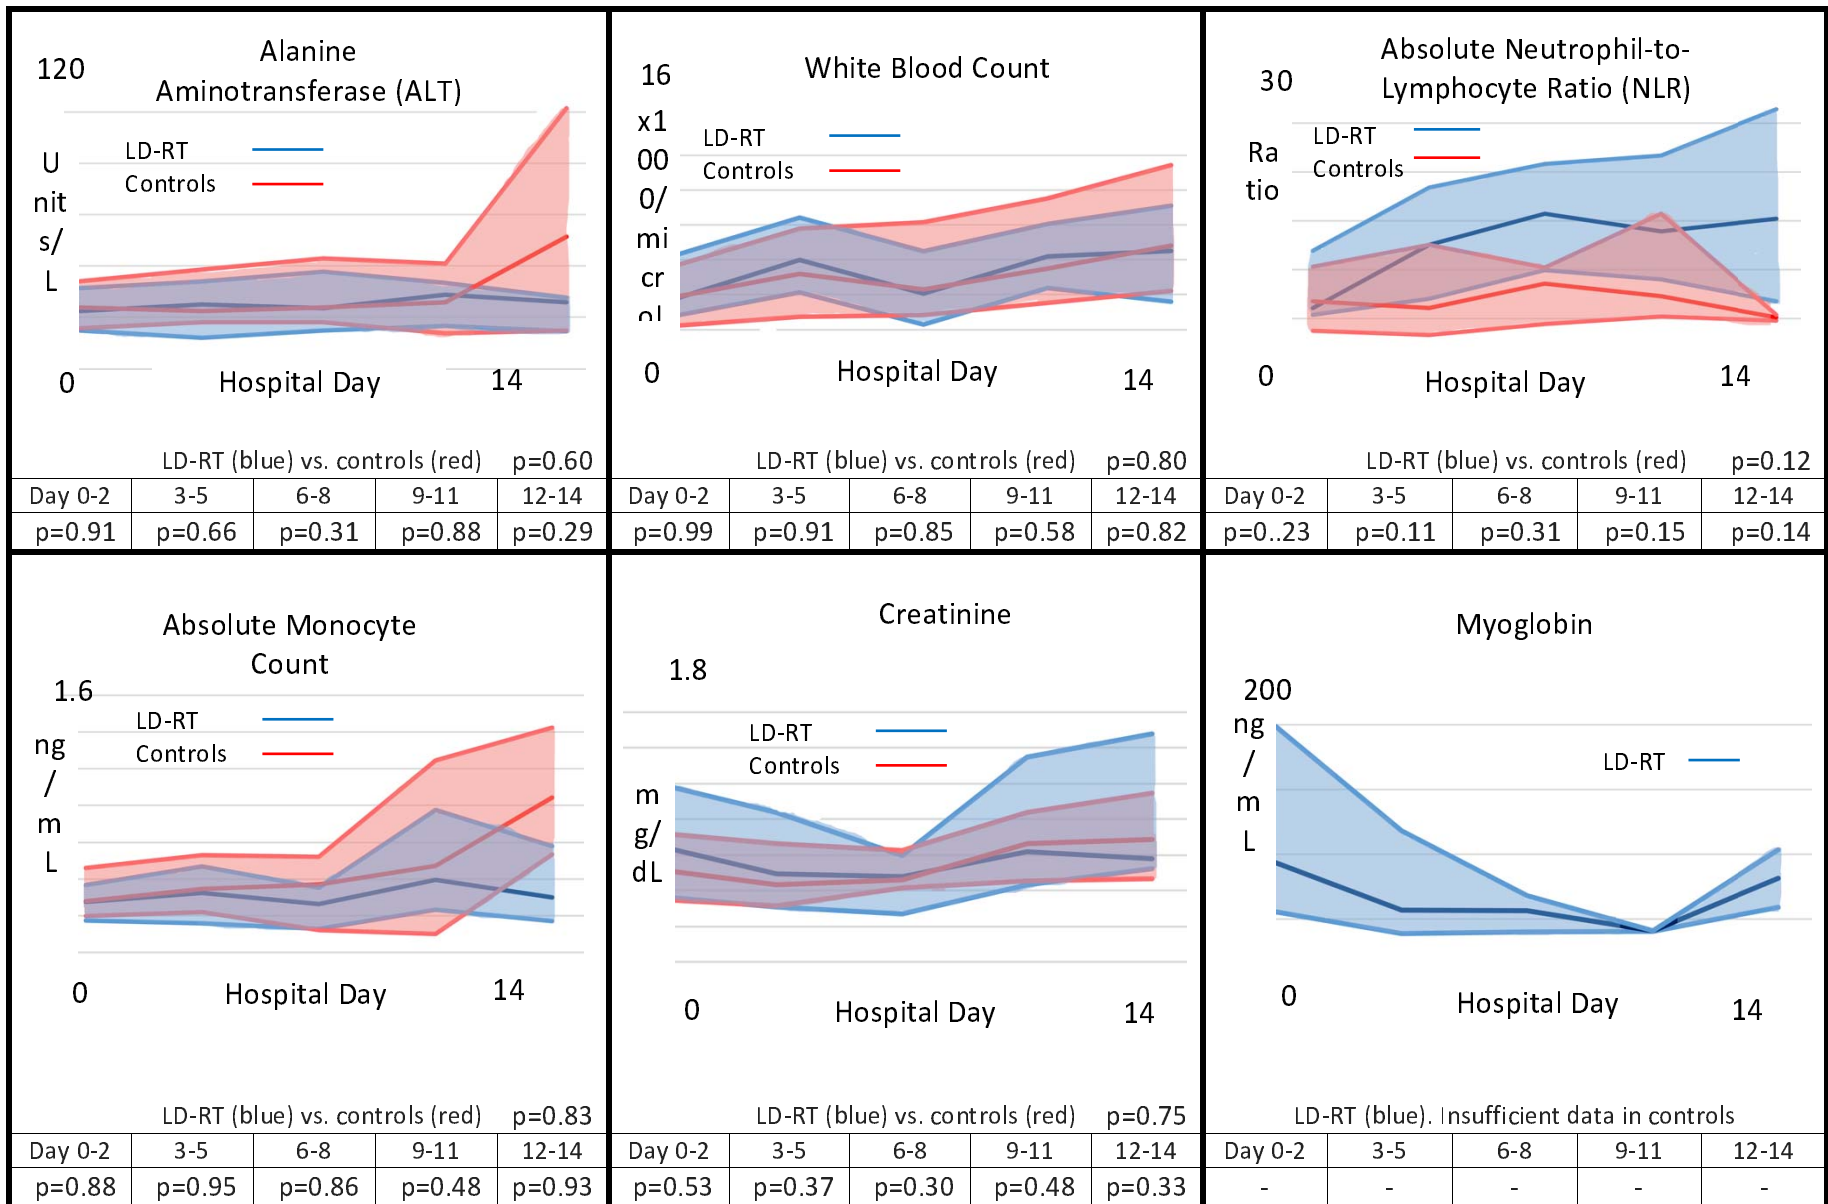 Alanine
Aminotransferase (ALT)
120
U
nit
s/
L
LD-RT
Controls
0
Hospital Day
14
LD-RT (blue) vs. controls (red) p=0.60
Day 0-2 3-5 6-8 9-11 12-14
p=0.91 p=0.66 p=0.31 p=0.88 p=0.29
White Blood Count
16
x1
00
0/
mi
cr
ol
LD-RT
Controls
0
Hospital Day
14
LD-RT (blue) vs. controls (red) p=0.80
Day 0-2 3-5 6-8 9-11 12-14
p=0.99 p=0.91 p=0.85 p=0.58 p=0.82
Absolute Neutrophil-to-
Lymphocyte Ratio (NLR)
30
Ra
tio
LD-RT
Controls
0
Hospital Day
14
LD-RT (blue) vs. controls (red) p=0.12
Day 0-2 3-5 6-8 9-11 12-14
p=0..23 p=0.11 p=0.31 p=0.15 p=0.14
Absolute Monocyte
Count
1.6
ng
/
m
L
LD-RT
Controls
0
Hospital Day
14
LD-RT (blue) vs. controls (red) p=0.83
Day 0-2 3-5 6-8 9-11 12-14
p=0.88 p=0.95 p=0.86 p=0.48 p=0.93
Creatinine
1.8
m
g/
dL
LD-RT
Controls
0
Hospital Day
14
LD-RT (blue) vs. controls (red) p=0.75
Day 0-2 3-5 6-8 9-11 12-14
p=0.53 p=0.37 p=0.30 p=0.48 p=0.33
Myoglobin
200
ng
/
m
L
LD-RT
0
Hospital Day
14
LD-RT (blue). Insufficient data in controls
Day 0-2 3-5 6-8 9-11 12-14
- - - - -